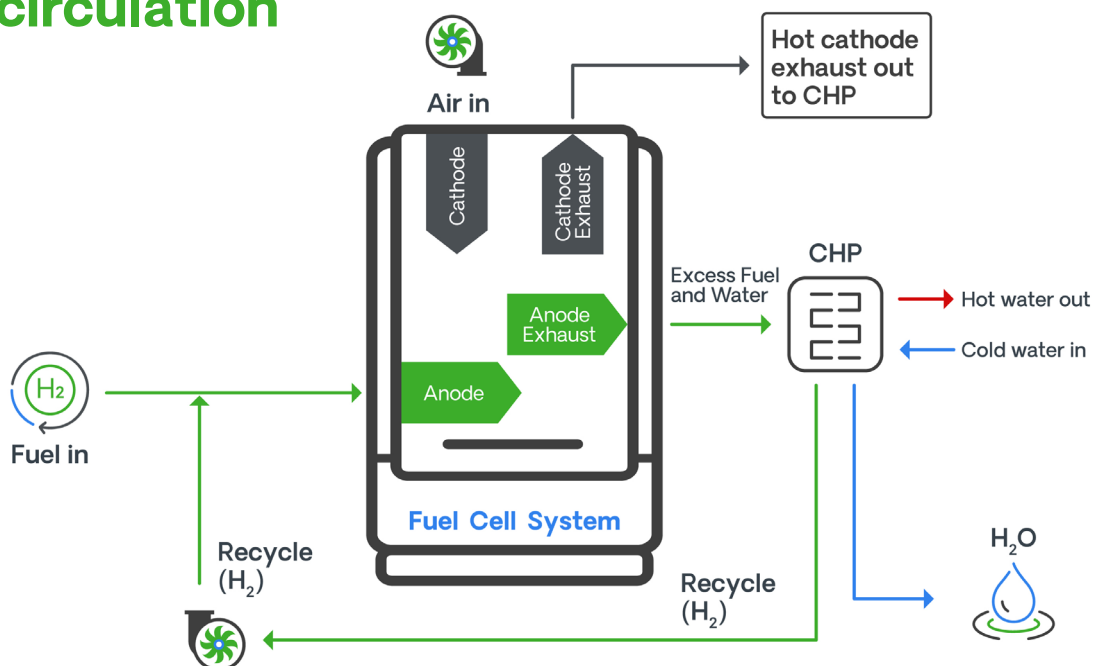 circulation
Air in
Hot cathode
exhaust out
to CHP
Cathode
Cathode
Exhaust
CHP
Excess Fuel
and Water
Hot water out
Cold water in
Anode
Exhaust
Anode
H₂
Fuel in
Fuel Cell System
Recycle
(H₂)
Recycle
(H₂)
H₂O